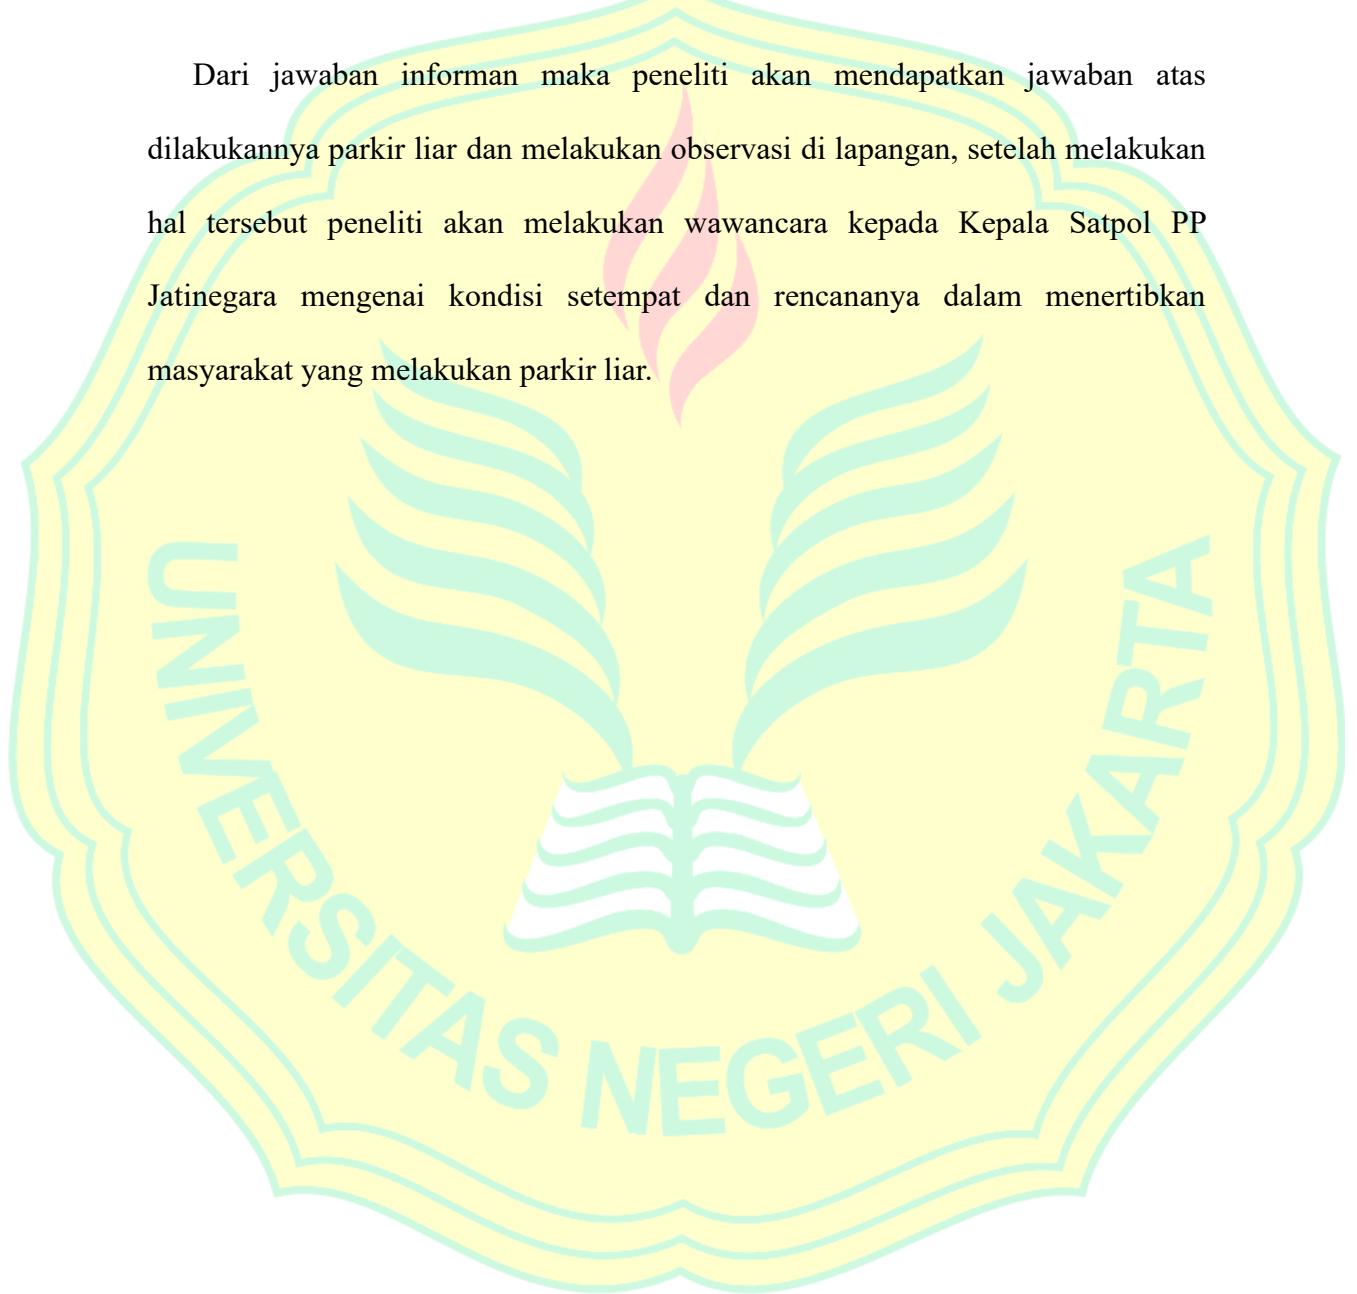 Dari jawaban informan maka peneliti akan mendapatkan jawaban atas
dilakukannya parkir liar dan melakukan observasi di lapangan, setelah melakukan
hal tersebut peneliti akan melakukan wawancara kepada Kepala Satpol PP
Jatinegara mengenai kondisi setempat dan rencananya dalam menertibkan
masyarakat yang melakukan parkir liar.
UNIVERSITAS NEGERI JAKARTA